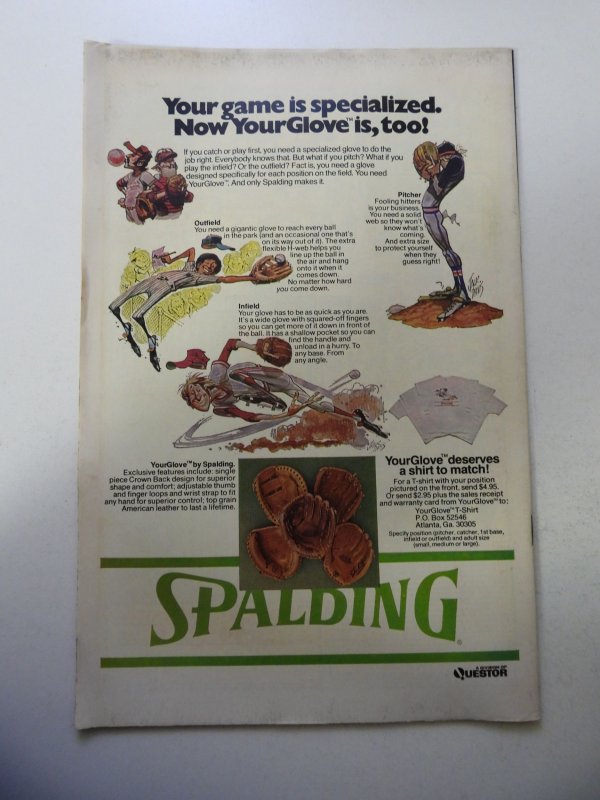 Your game is specialized.
Now YourGlove™ is, too!
If you catch or play first, you need a specialized glove to do the
job right. Everybody knows that. But what if you pitch? What if you
play the infield? Or the outfield? Fact is, you need a glove
designed specifically for each position on the field. You need
YourGlove™. And only Spalding makes it.
Pitcher
Fooling hitters
is your business.
You need a solid
web so they won't
know what's
coming.
And extra size
to protect yourself
when they
guess right!
Outfield
You need a gigantic glove to reach every ball
in the park (and an occasional one that's
on its way out of it). The extra
flexible H-web helps you
line up the ball in
the air and hang
onto it when it
comes down.
No matter how hard
you come down.
Infield
Your glove has to be as quick as you are.
It's a wide glove with squared-off fingers
so you can get more of it down in front of
the ball. It has a shallow pocket so you can
find the handle and
unload in a hurry. To
any base. From
any angle.
YourGlove™ by Spalding.
Exclusive features include: single
piece Crown Back design for superior
shape and comfort; adjustable thumb
and finger loops and wrist strap to fit
any hand for superior control; top grain
American leather to last a lifetime.
YourGlove™ deserves
a shirt to match!
For a T-shirt with your position
pictured on the front, send $4.95.
Or send $2.95 plus the sales receipt
and warranty card from YourGlove™ to:
YourGlove™ T-Shirt
P.O. Box 52546
Atlanta, Ga. 30305
Specify position (pitcher, catcher, 1st base,
infield or outfield) and adult size
(small, medium or large).
SPALDING®
A DIVISION OF
QUESTOR